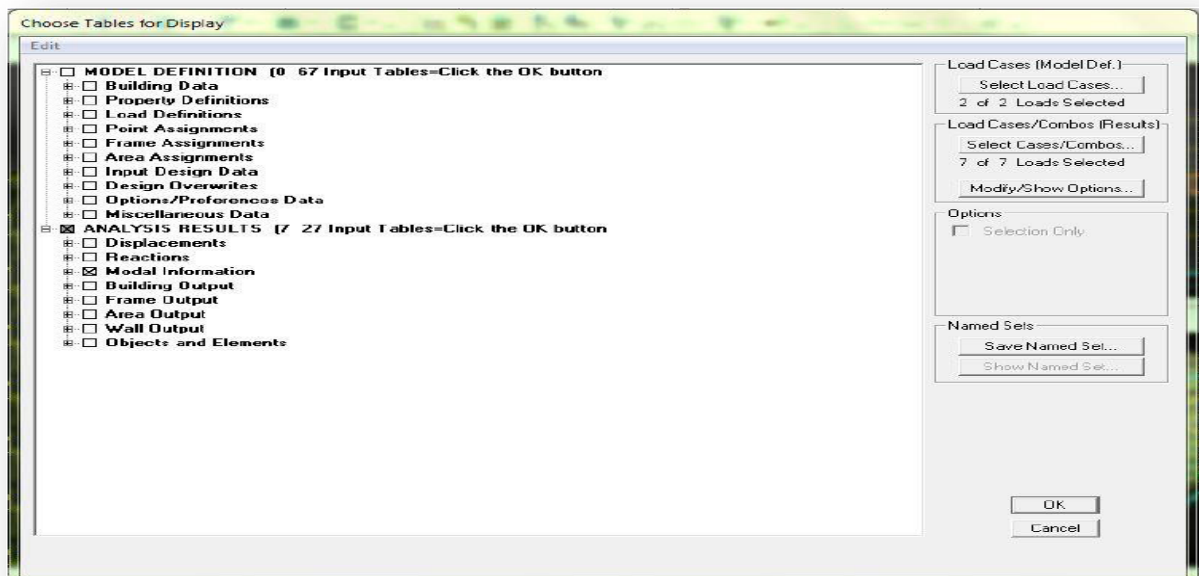 Choose Tables for Display
Edit
MODEL DEFINITION (0 67 Input Tables=Click the OK button
Building Data
Property Definitions
Load Definitions
Point Assignments
Frame Assignments
Area Assignments
Input Design Data
Design Overwrites
Options/Preferences Data
Miscellaneous Data
ANALYSIS RESULTS (7 27 Input Tables=Click the OK button
Displacements
Reactions
Modal Information
Building Output
Frame Output
Area Output
Wall Output
Objects and Elements
Load Cases (Model Def.)
Select Load Cases...
2 of 2 Loads Selected
Load Cases/Combos (Results)
Select Cases/Combos...
7 of 7 Loads Selected
Modify/Show Options...
Options
Selection Only
Named Sets
Save Named Set...
Show Named Set...
OK
Cancel